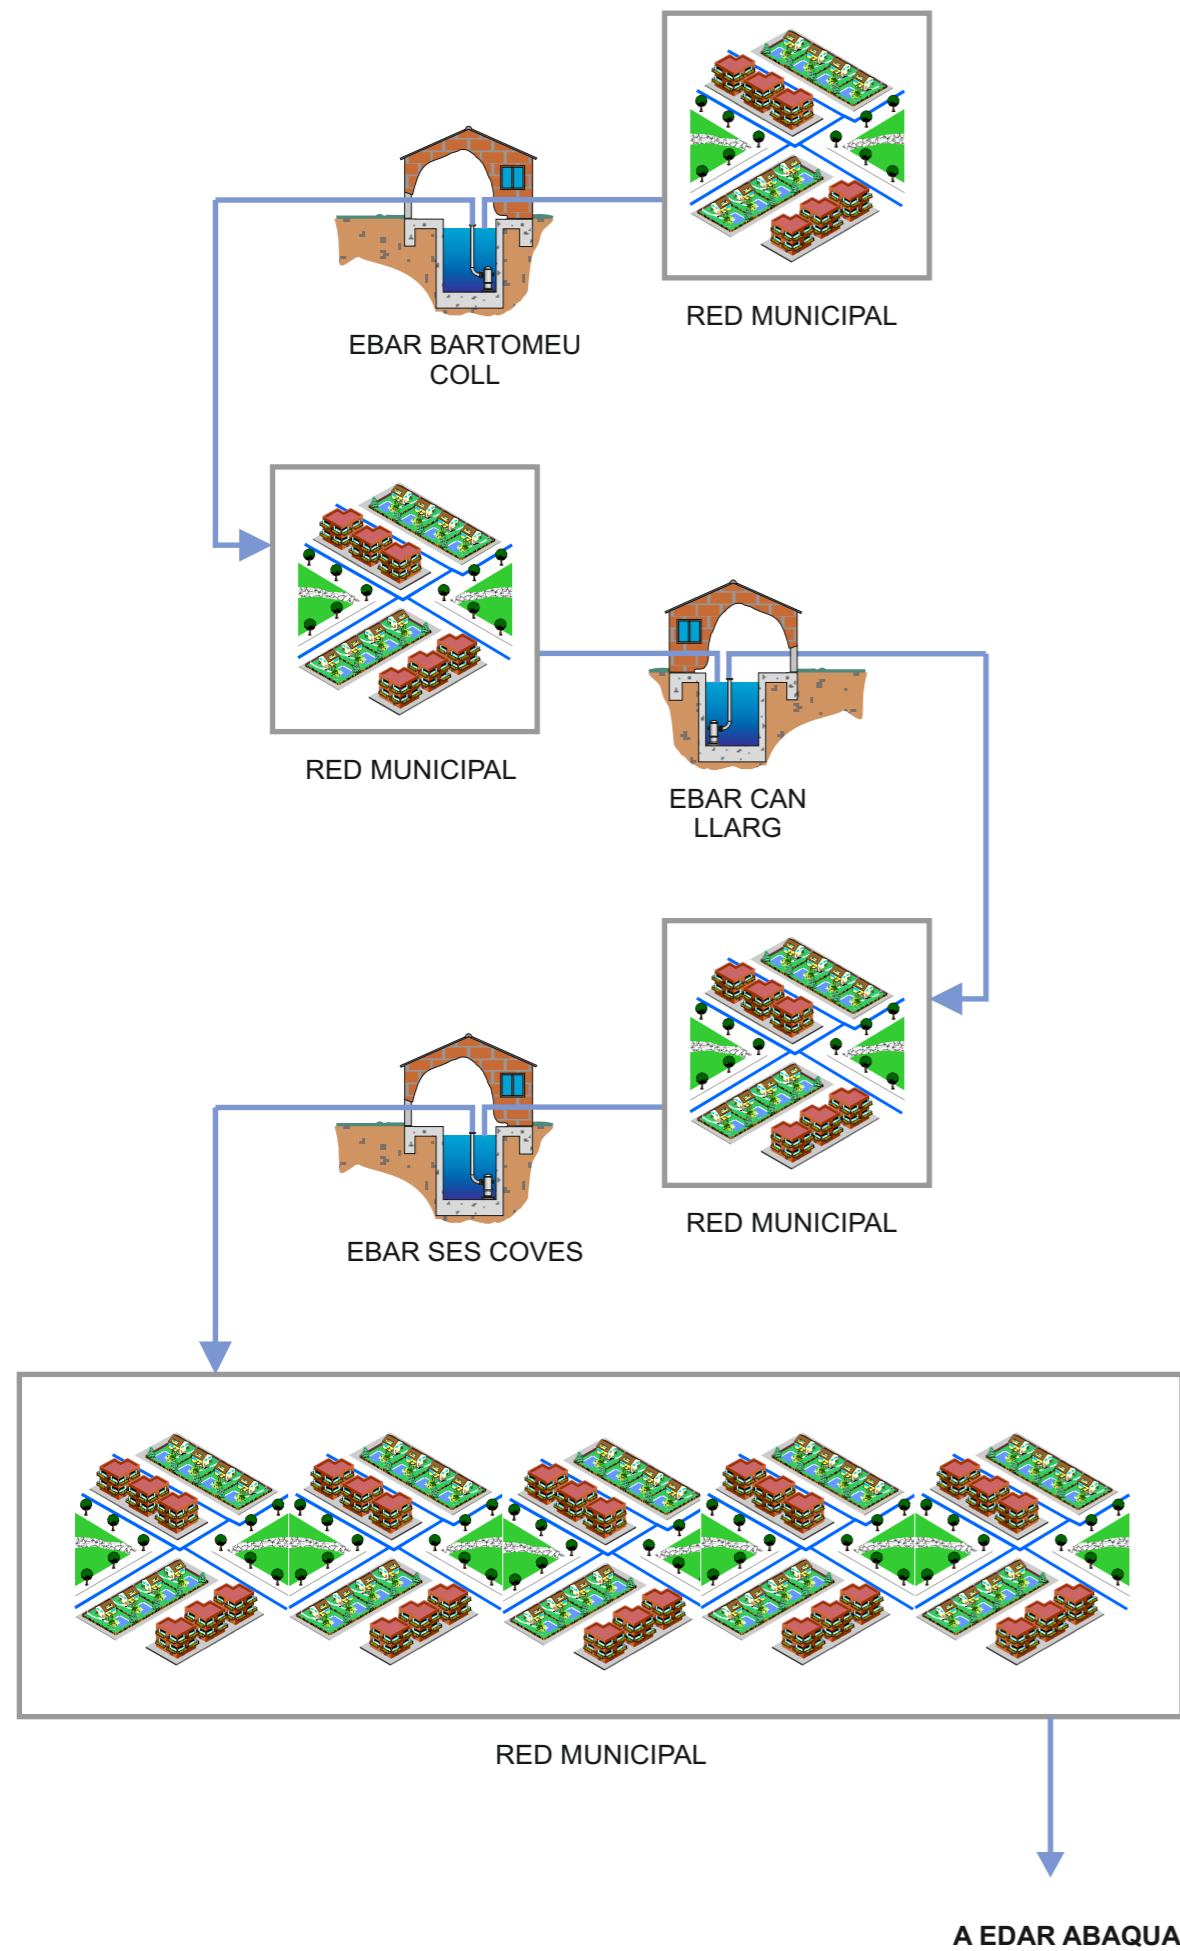 RED MUNICIPAL
EBAR BARTOMEU
COLL
RED MUNICIPAL
EBAR CAN
LLARG
RED MUNICIPAL
EBAR SES COVES
RED MUNICIPAL
A EDAR ABAQUA